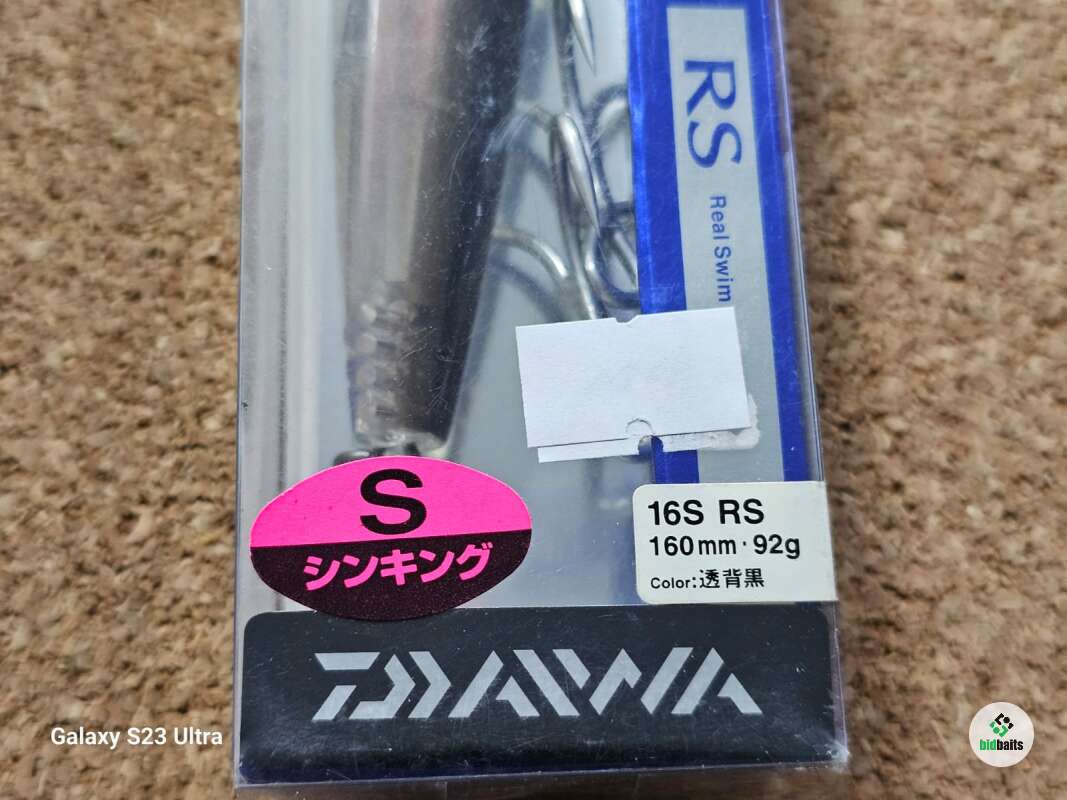 RS
Real Swim
S
シンキング
16S RS
160mm・92g
Color:透背黒
DAIWA
Galaxy S23 Ultra
bidbaits